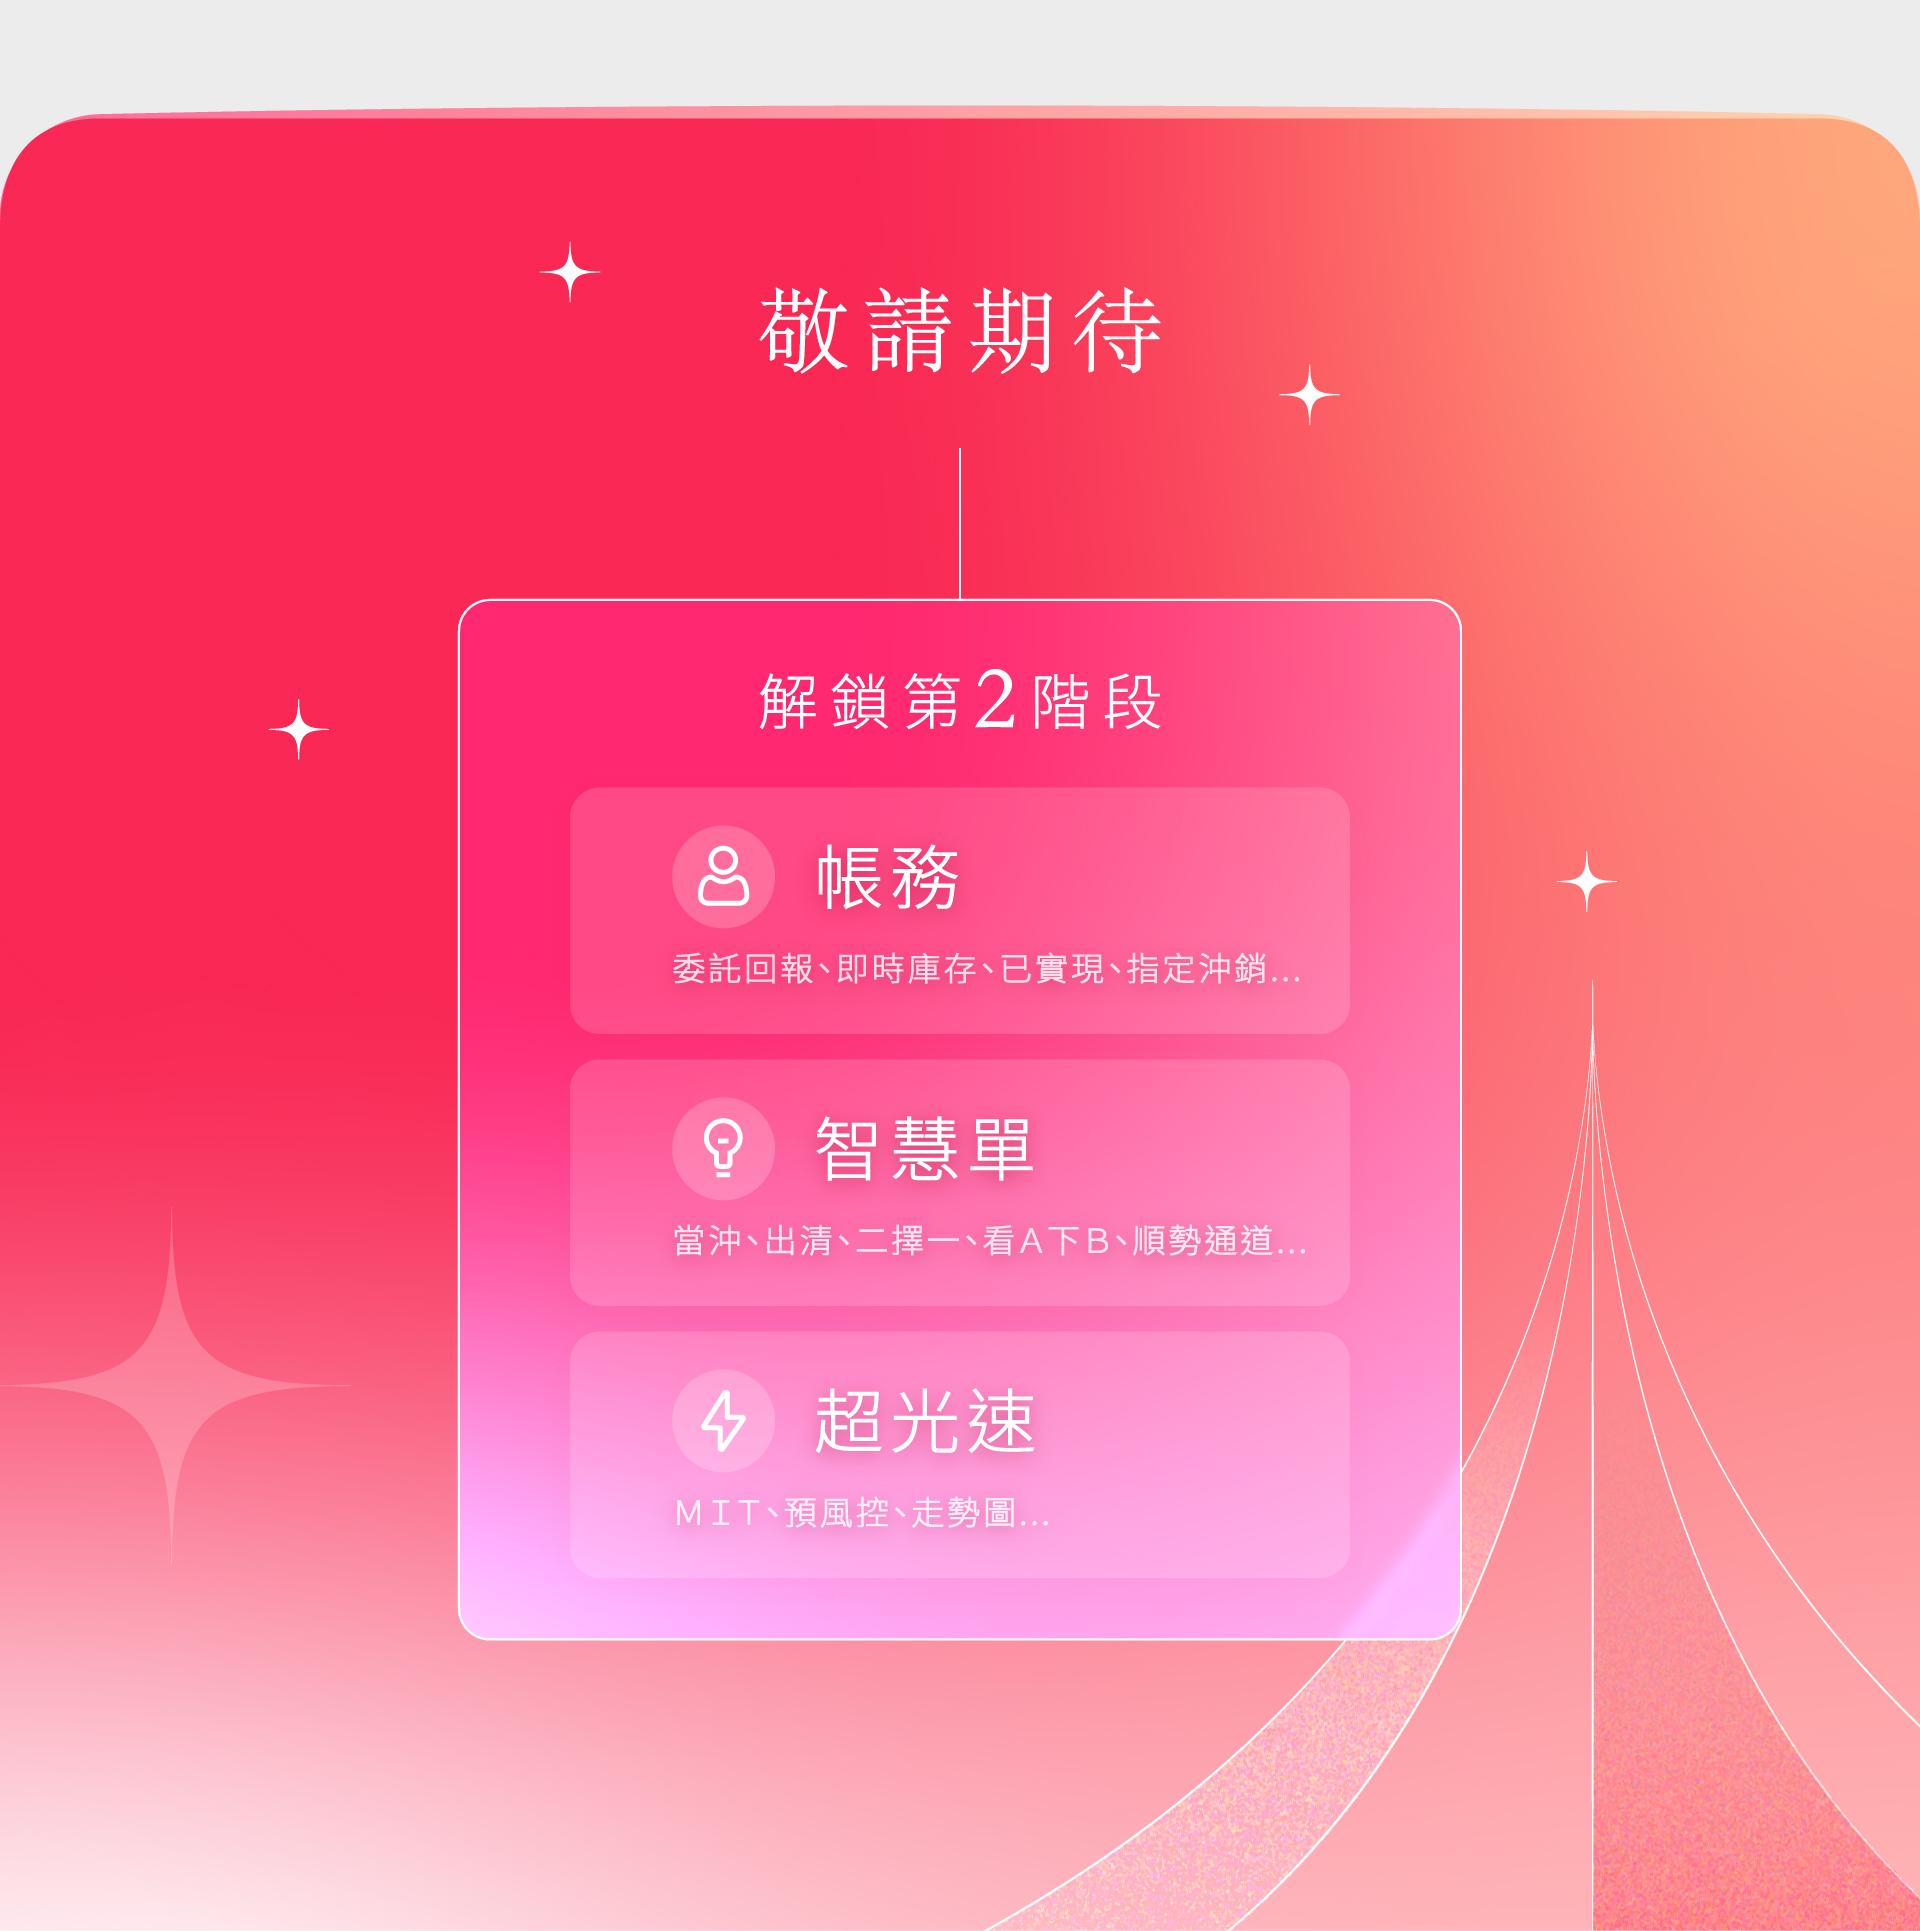 敬請期待
解鎖第2階段
帳務
委託回報、即時庫存、已實現、指定沖銷...
智慧單
當沖、出清、二擇一、看A下B、順勢通道...
超光速
MIT、預風控、走勢圖...